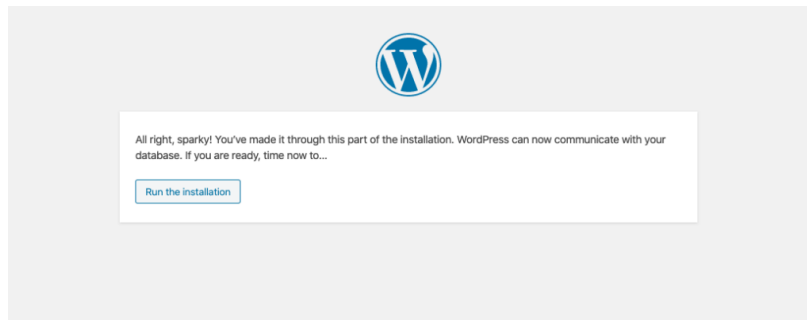 All right, sparky! You’ve made it through this part of the installation. WordPress can now communicate with your
database. If you are ready, time now to…
Run the installation